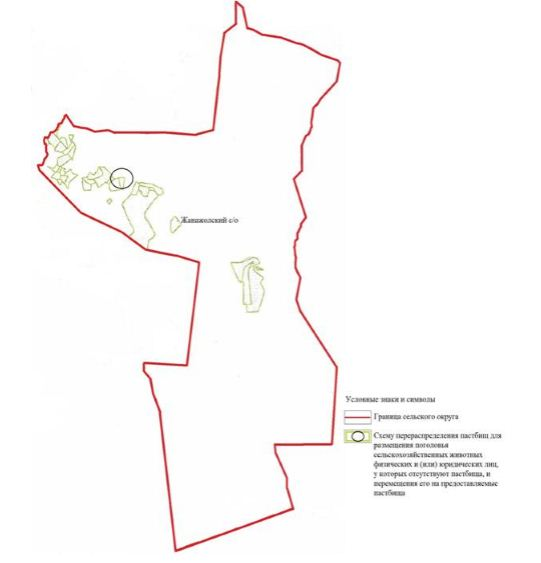 Жанажолский с/о
Условные знаки и символы
Граница сельского округа
Схему перераспределения пастбищ для
размещения поголовья
сельскохозяйственных животных
физических и (или) юридических лиц,
у которых отсутствуют пастбища, и
перемещения его на предоставляемые
пастбища